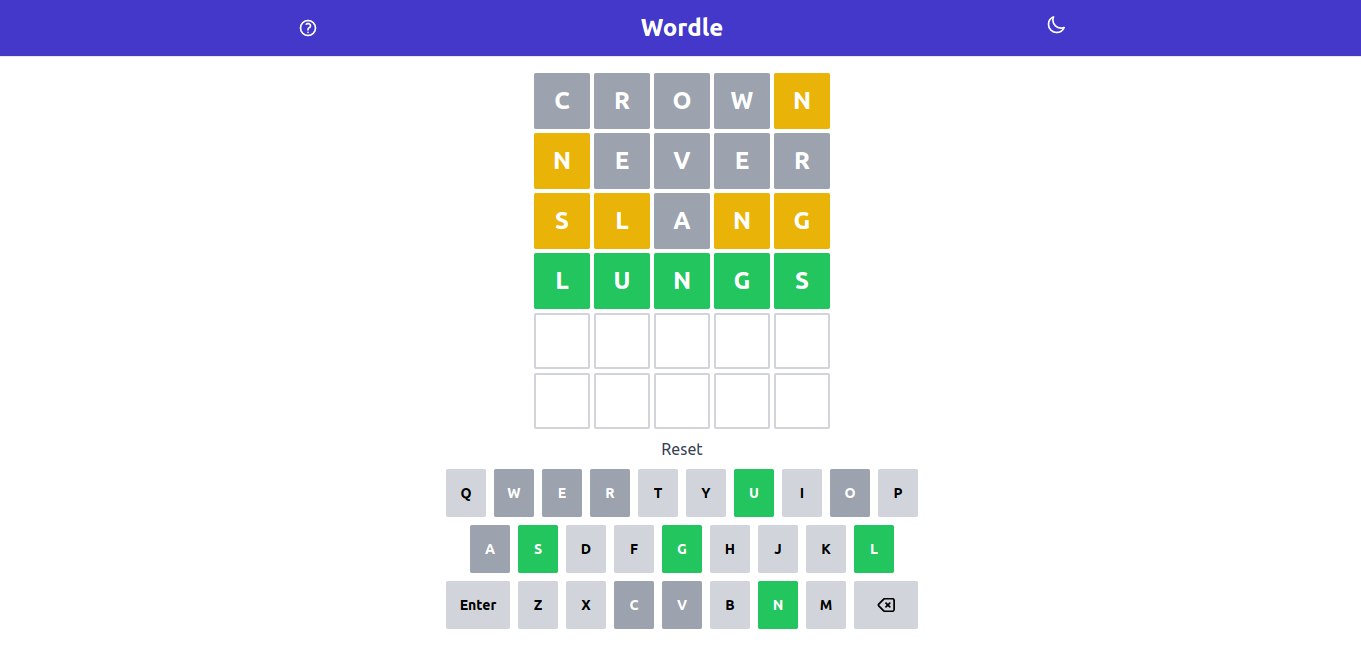 Wordle
C R O W N
N E V E R
S L A N G
L U N G S
Reset
Q W E R T Y U I O P
A S D F G H J K L
Enter Z X C V B N M